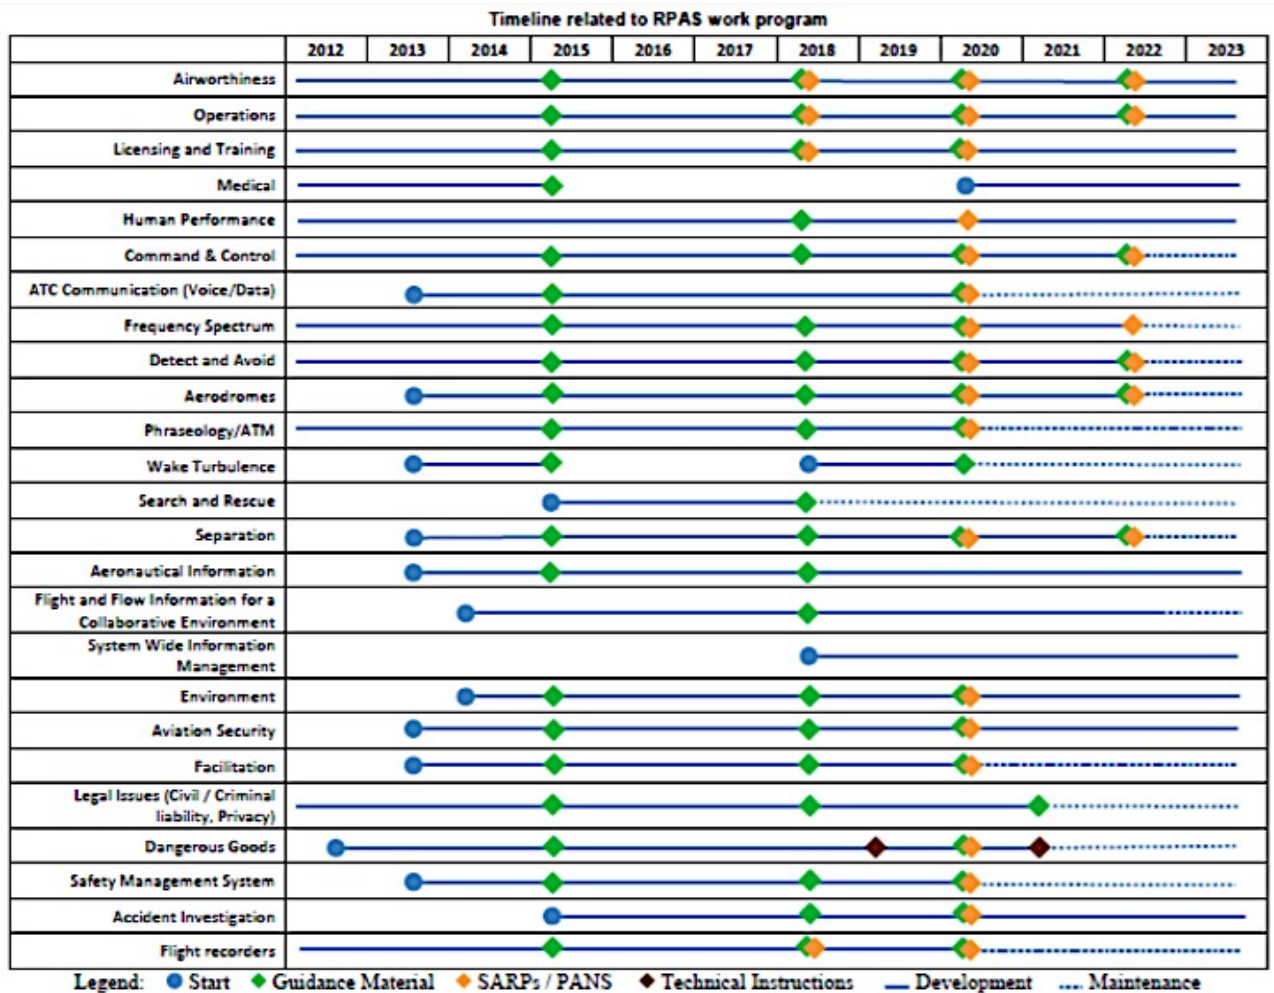 Timeline related to RPAS work program
2012 2013 2014 2015 2016 2017 2018 2019 2020 2021 2022 2023
Airworthiness
Operations
Licensing and Training
Medical
Human Performance
Command & Control
ATC Communication (Voice/Data)
Frequency Spectrum
Detect and Avoid
Aerodromes
Phraseology/ATM
Wake Turbulence
Search and Rescue
Separation
Aeronautical Information
Flight and Flow Information for a
Collaborative Environment
System Wide Information
Management
Environment
Aviation Security
Facilitation
Legal Issues (Civil / Criminal
liability, Privacy)
Dangerous Goods
Safety Management System
Accident Investigation
Flight recorders
Legend: Start Guidance Material SARPs / PANS Technical Instructions Development Maintenance